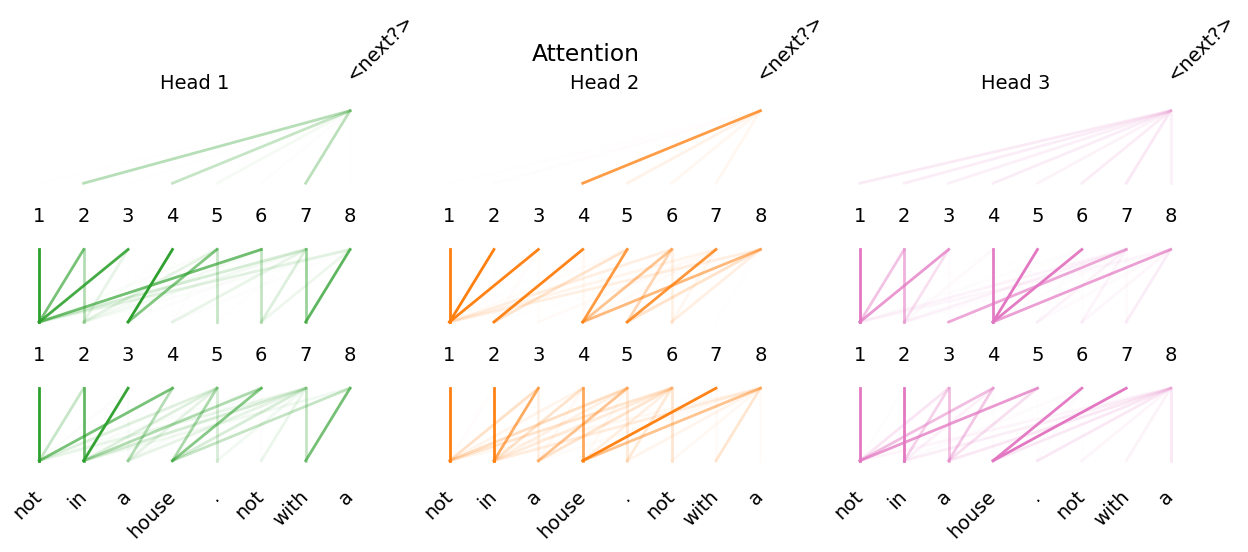 Attention
Head 1 Head 2 Head 3
<next?> <next?> <next?>
1 2 3 4 5 6 7 8 1 2 3 4 5 6 7 8 1 2 3 4 5 6 7 8
1 2 3 4 5 6 7 8 1 2 3 4 5 6 7 8 1 2 3 4 5 6 7 8
not in a house . not with a not in a house . not with a not in a house . not with a